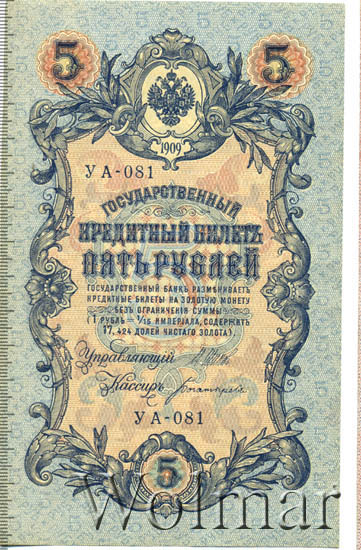 5 5
1909
УА-081
ГОСУДАРСТВЕННЫЙ
КРЕДИТНЫЙ БИЛЕТЪ
ПЯТЬ РУБЛЕЙ
ГОСУДАРСТВЕННЫЙ БАНКЪ РАЗМѢНИВАЕТЪ
КРЕДИТНЫЕ БИЛЕТЫ НА ЗОЛОТУЮ МОНЕТУ
БЕЗЪ ОГРАНИЧЕНІЯ СУММЫ
(1 РУБЛЬ = 1/15 ИМПЕРІАЛА, СОДЕРЖИТЪ
17,424 ДОЛЕЙ ЧИСТАГО ЗОЛОТА).
Управляющій
Кассиръ
УА-081
5
Wolmar